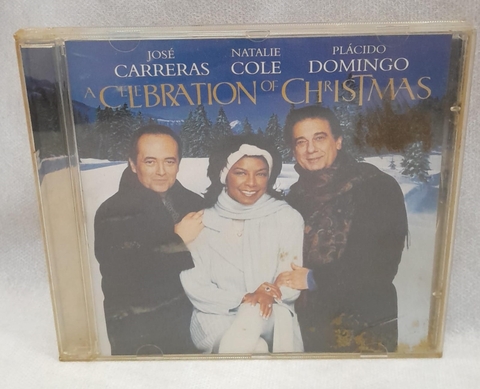 JOSÉ NATALIE PLÁCIDO
CARRERAS COLE DOMINGO
A CELEBRATION OF CHRISTMAS